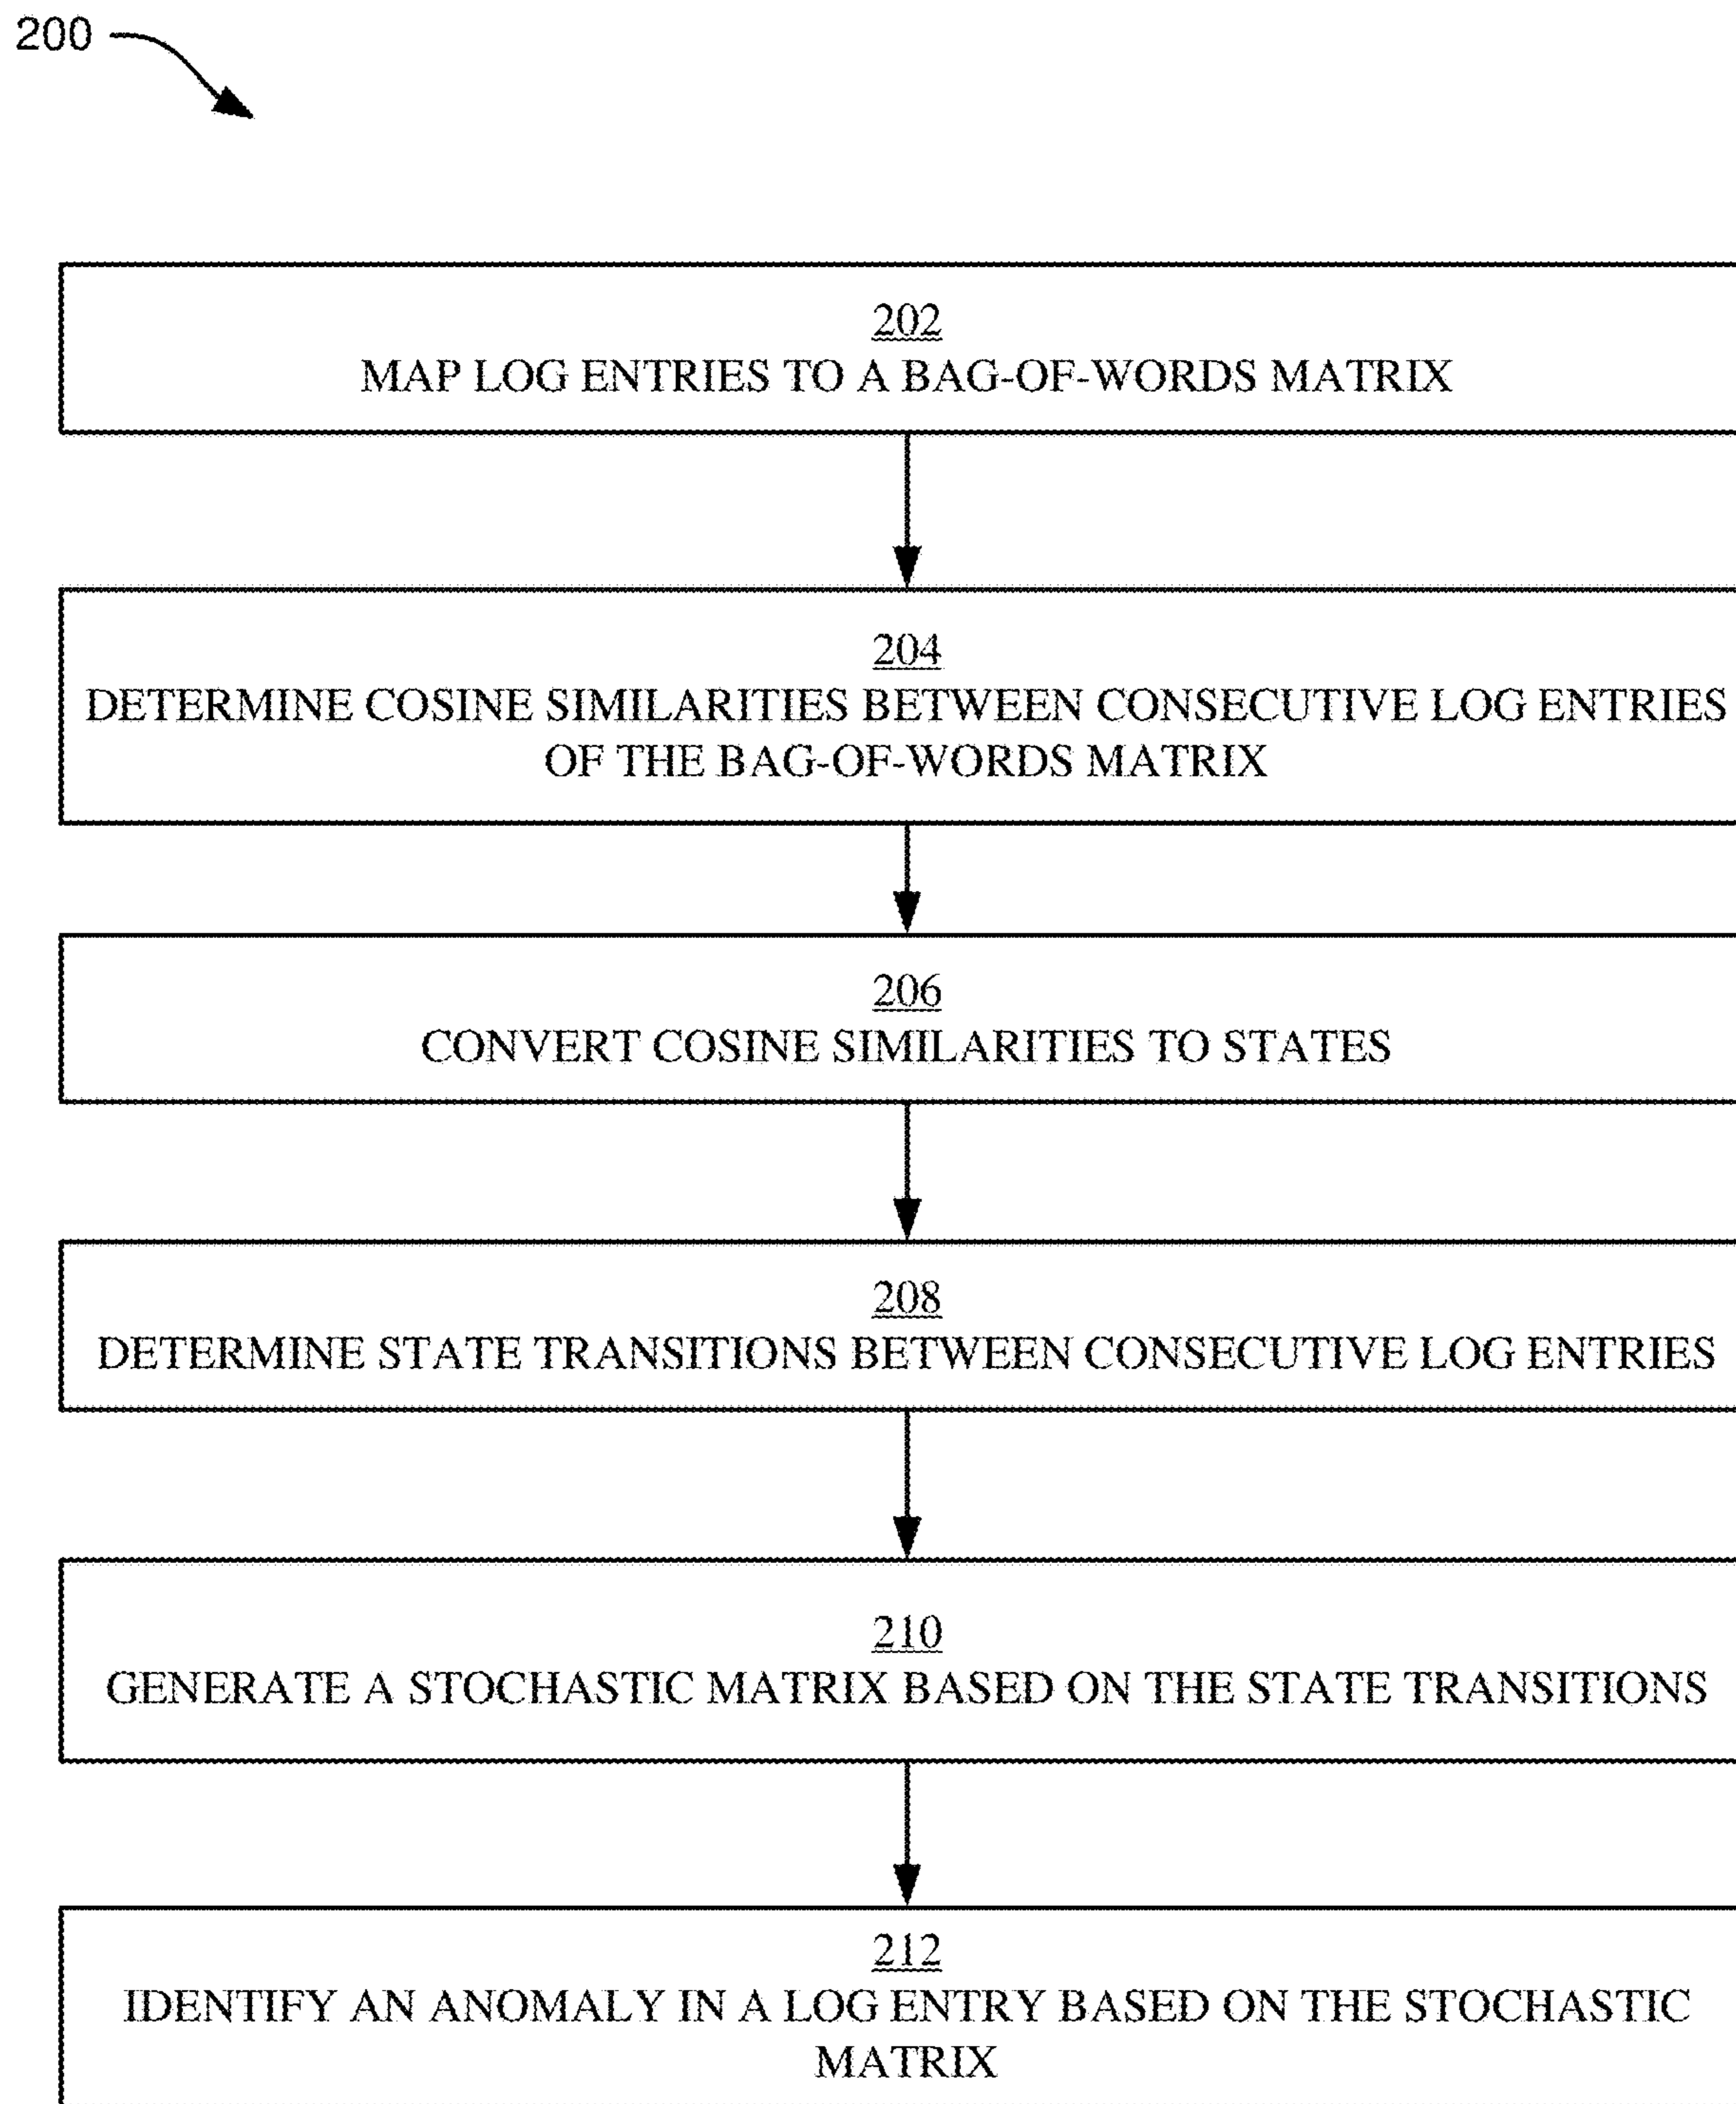 200
202
MAP LOG ENTRIES TO A BAG-OF-WORDS MATRIX
204
DETERMINE COSINE SIMILARITIES BETWEEN CONSECUTIVE LOG ENTRIES
OF THE BAG-OF-WORDS MATRIX
206
CONVERT COSINE SIMILARITIES TO STATES
208
DETERMINE STATE TRANSITIONS BETWEEN CONSECUTIVE LOG ENTRIES
210
GENERATE A STOCHASTIC MATRIX BASED ON THE STATE TRANSITIONS
212
IDENTIFY AN ANOMALY IN A LOG ENTRY BASED ON THE STOCHASTIC
MATRIX